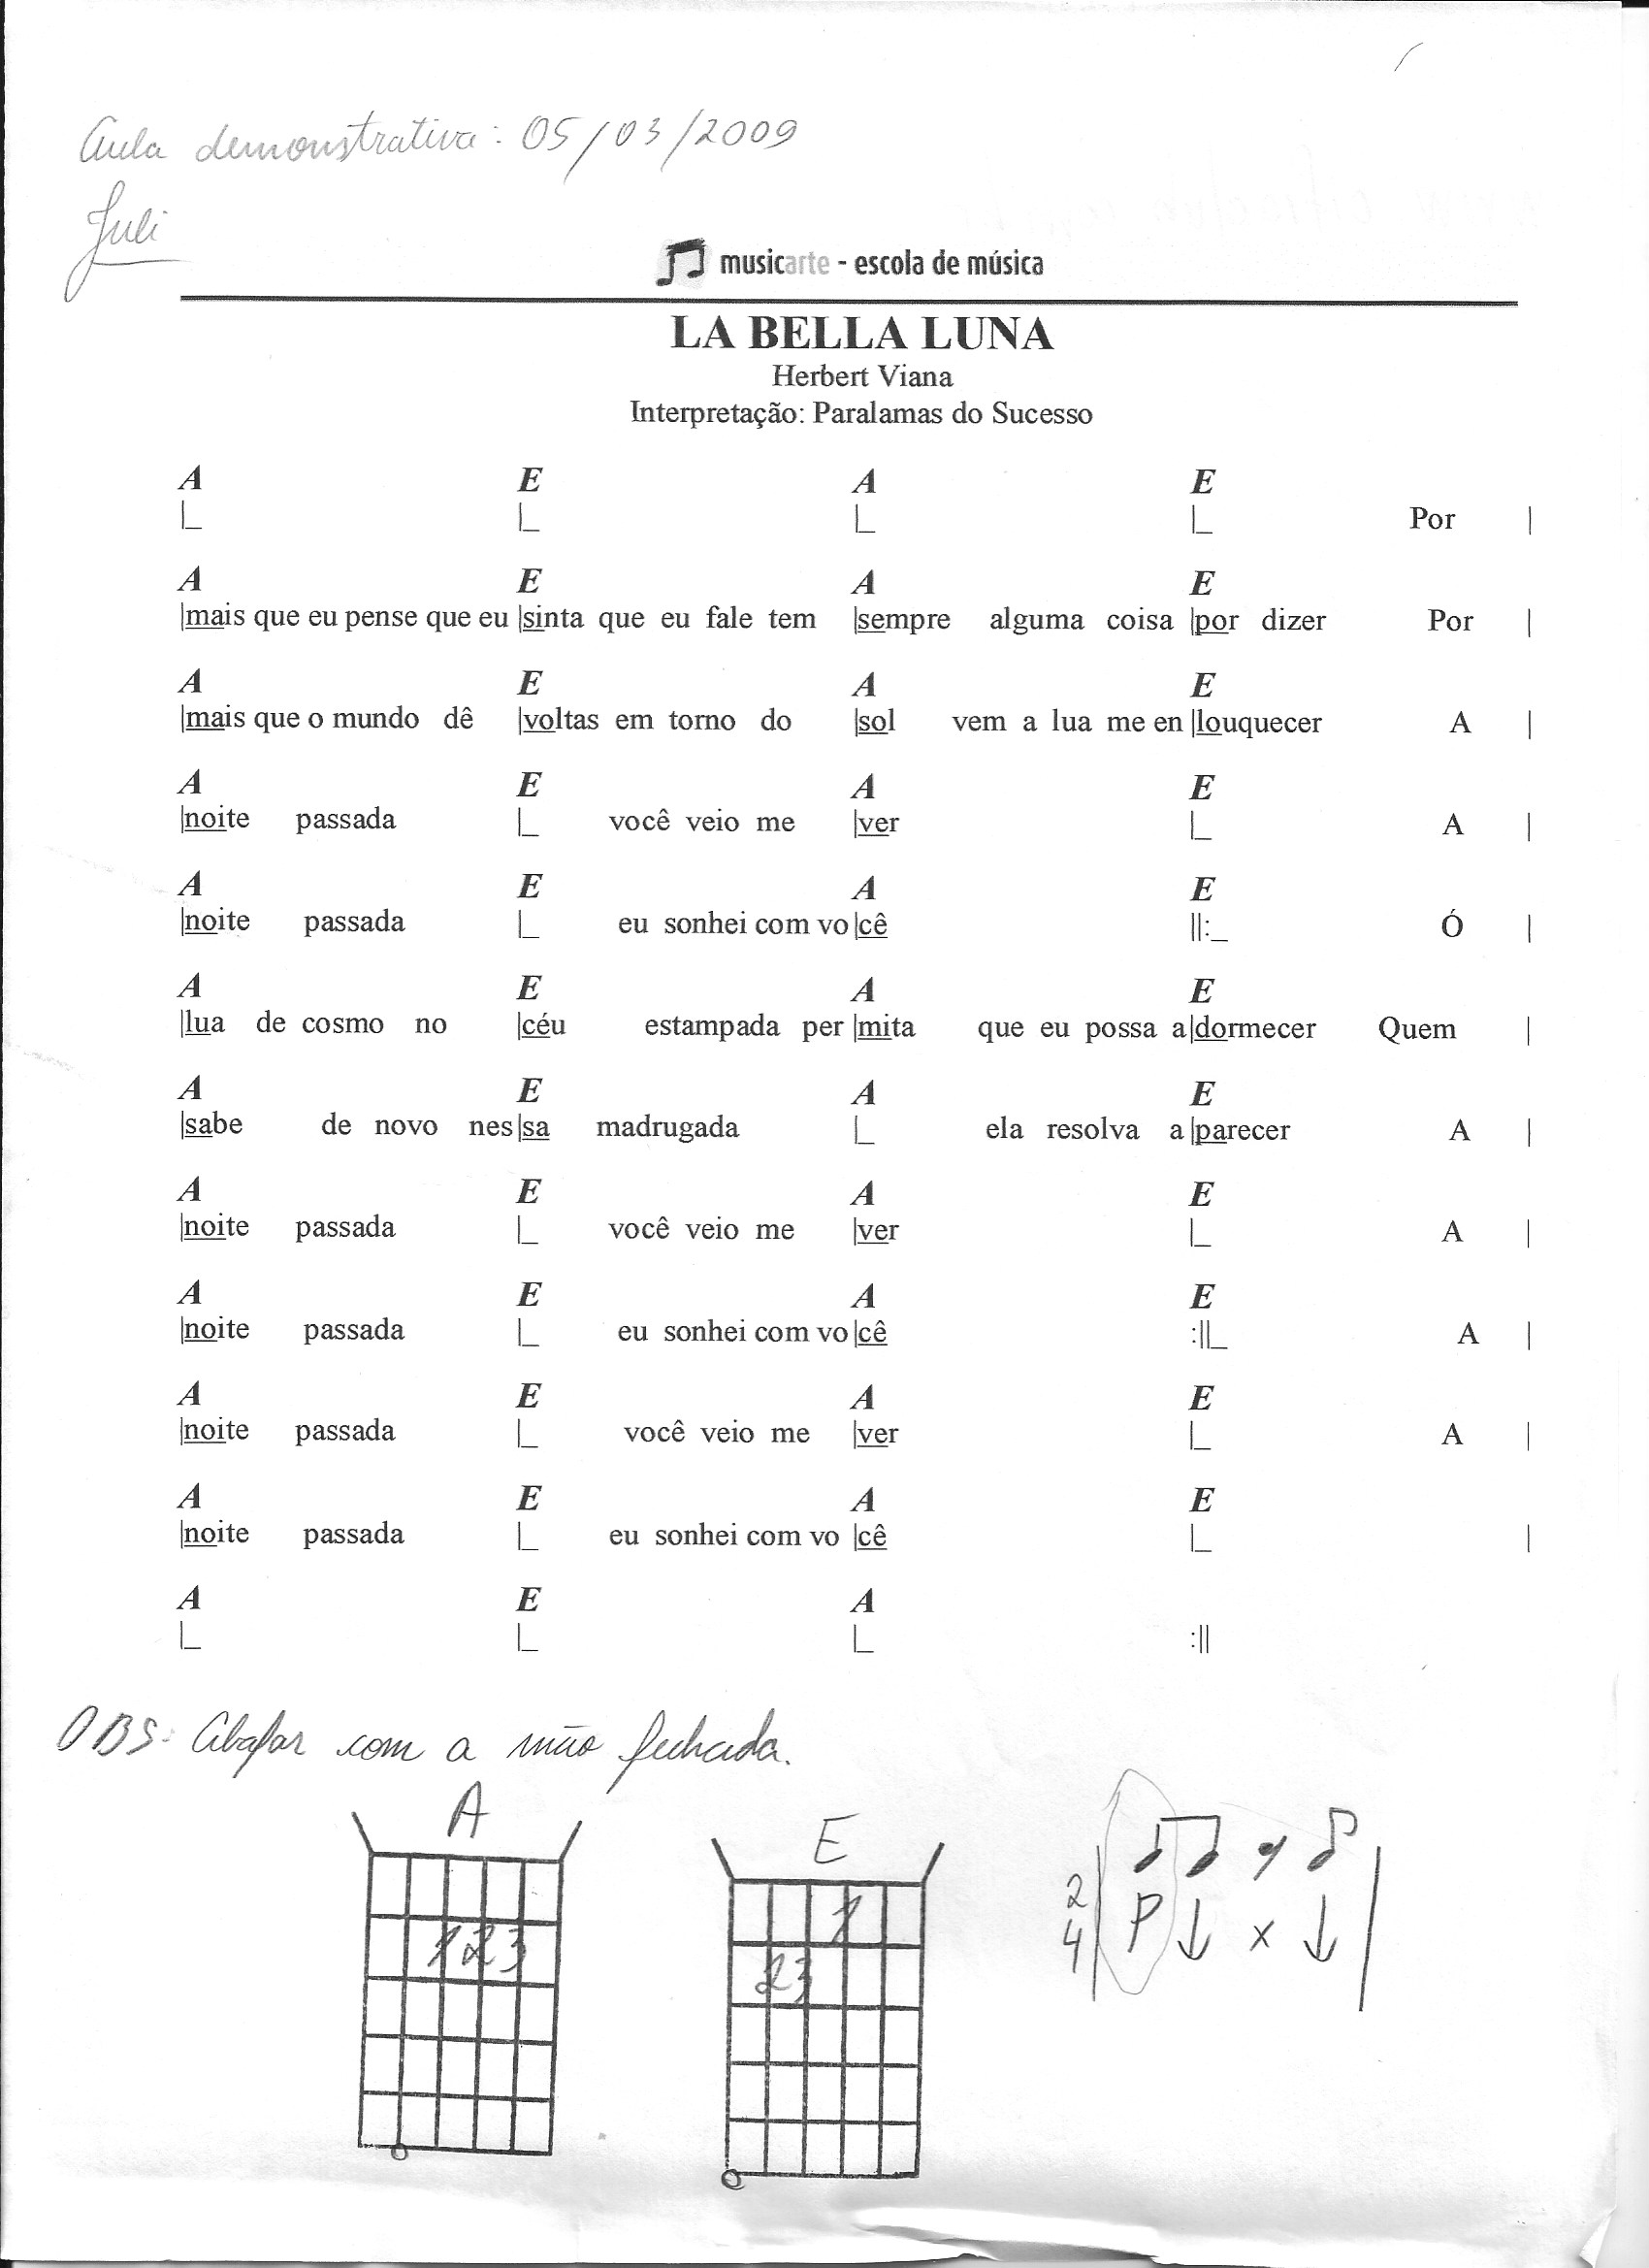 Aula demonstrativa: 05/03/2009
Juli
musicarte - escola de música
LA BELLA LUNA
Herbert Viana
Interpretação: Paralamas do Sucesso
A E A E
|_ |_ |_ |_ Por |
A E A E
|mais que eu pense que eu |sinta que eu fale tem |sempre alguma coisa |por dizer Por |
A E A E
|mais que o mundo dê |voltas em torno do |sol vem a lua me en |louquecer A |
A E A E
|noite passada |_ você veio me |ver |_ A |
A E A E
|noite passada |_ eu sonhei com vo |cê ||:_ Ó |
A E A E
|lua de cosmo no |céu estampada per |mita que eu possa a|dormecer Quem |
A E A E
|sabe de novo nes|sa madrugada |_ ela resolva a |parecer A |
A E A E
|noite passada |_ você veio me |ver |_ A |
A E A E
|noite passada |_ eu sonhei com vo |cê :||_ A |
A E A E
|noite passada |_ você veio me |ver |_ A |
A E A E
|noite passada |_ eu sonhei com vo |cê |_ |
A E A
|_ |_ |_ :||
OBS: Abafar com a mão fechada.
A E
1 2 3
1
2 3
2
4
P ↓ x ↓